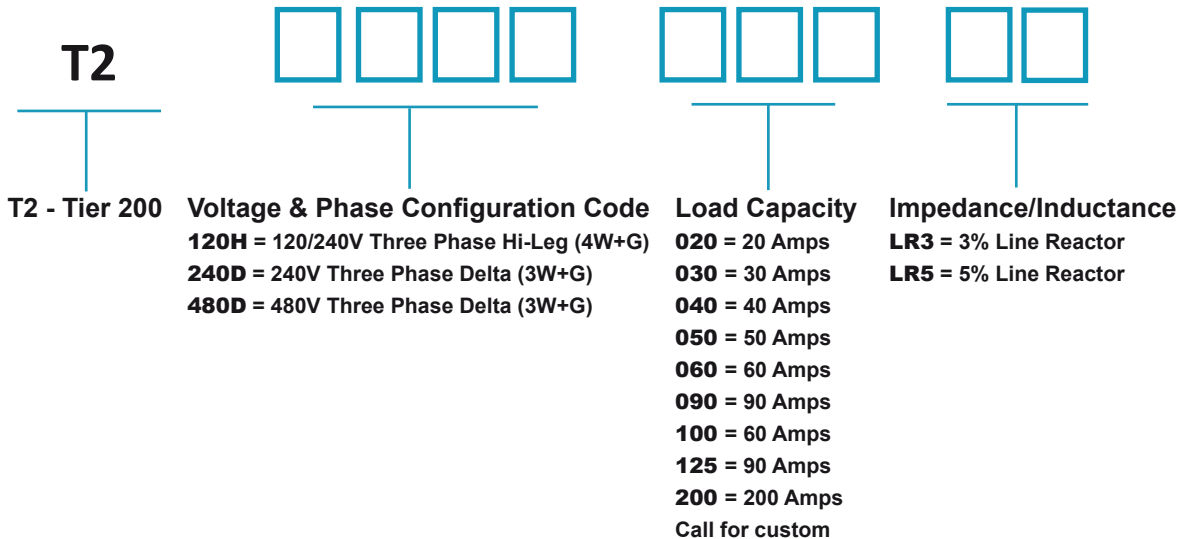 T2
T2 - Tier 200
Voltage & Phase Configuration Code
120H = 120/240V Three Phase Hi-Leg (4W+G)
240D = 240V Three Phase Delta (3W+G)
480D = 480V Three Phase Delta (3W+G)
Load Capacity
020 = 20 Amps
030 = 30 Amps
040 = 40 Amps
050 = 50 Amps
060 = 60 Amps
090 = 90 Amps
100 = 60 Amps
125 = 90 Amps
200 = 200 Amps
Call for custom
Impedance/Inductance
LR3 = 3% Line Reactor
LR5 = 5% Line Reactor